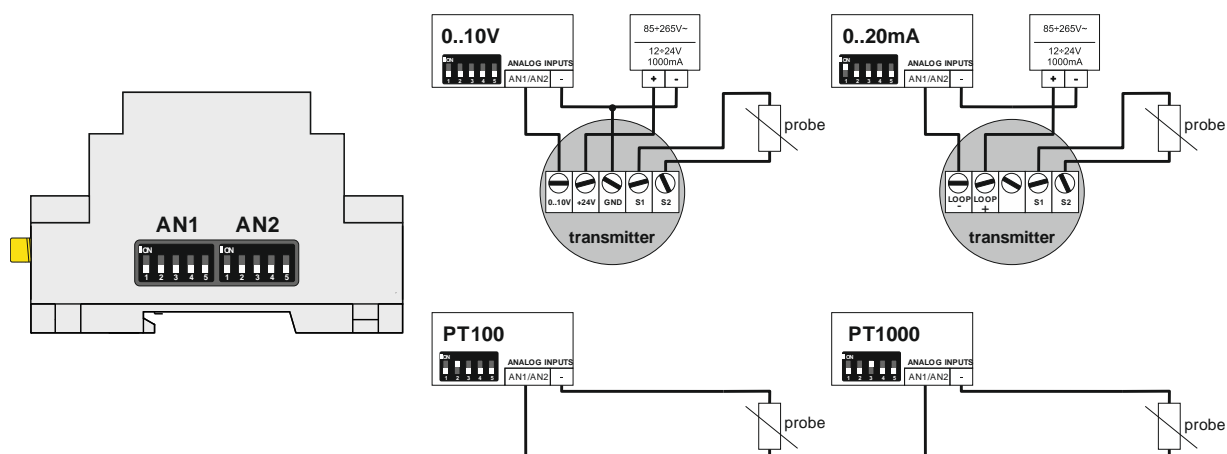 AN1 AN2
ON ON
1 2 3 4 5 1 2 3 4 5
0..10V
ON
1 2 3 4 5
ANALOG INPUTS
AN1/AN2 -
85÷265V~
12÷24V
1000mA
+ -
probe
0..10V +24V GND S1 S2
transmitter
0..20mA
ON
1 2 3 4 5
ANALOG INPUTS
AN1/AN2 -
85÷265V~
12÷24V
1000mA
+ -
probe
LOOP - LOOP + S1 S2
transmitter
PT100
ON
1 2 3 4 5
ANALOG INPUTS
AN1/AN2 -
probe
PT1000
ON
1 2 3 4 5
ANALOG INPUTS
AN1/AN2 -
probe